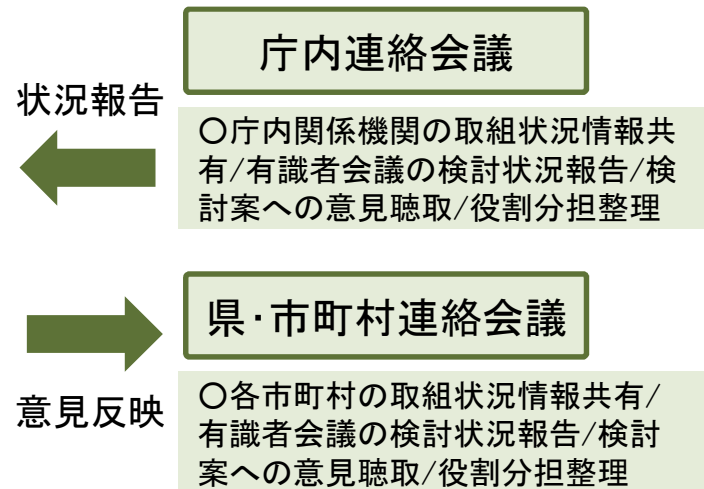 庁内連絡会議
状況報告
〇庁内関係機関の取組状況情報共
有/有識者会議の検討状況報告/検
討案への意見聴取/役割分担整理
県・市町村連絡会議
意見反映
〇各市町村の取組状況情報共有/
有識者会議の検討状況報告/検討
案への意見聴取/役割分担整理